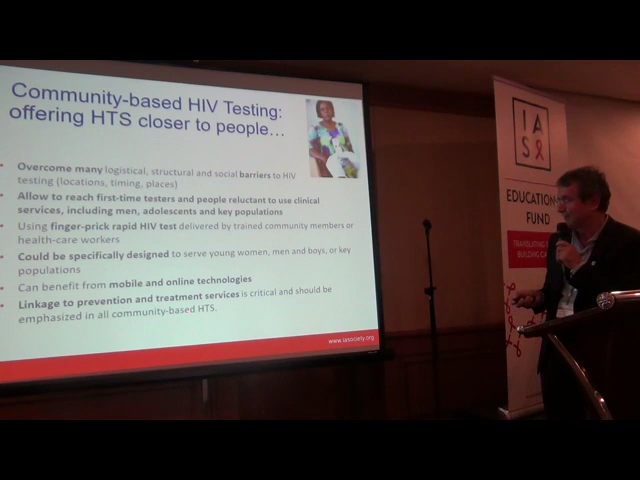 Community-based HIV Testing:
offering HTS closer to people…
• Overcome many logistical, structural and social barriers to HIV
testing (locations, timing, places)
• Allow to reach first-time testers and people reluctant to use clinical
services, including men, adolescents and key populations
• Using finger-prick rapid HIV test delivered by trained community members or
health-care workers
• Could be specifically designed to serve young women, men and boys, or key
populations
• Can benefit from mobile and online technologies
• Linkage to prevention and treatment services is critical and should be
emphasized in all community-based HTS.
www.iasociety.org
IAS
EDUCATION
FUND
TRANSLATING
BUILDING